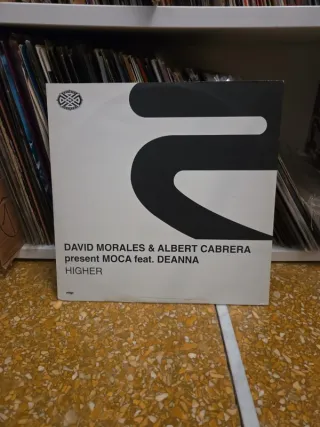 DAVID MORALES & ALBERT CABRERA
present MOCA feat. DEANNA
HIGHER